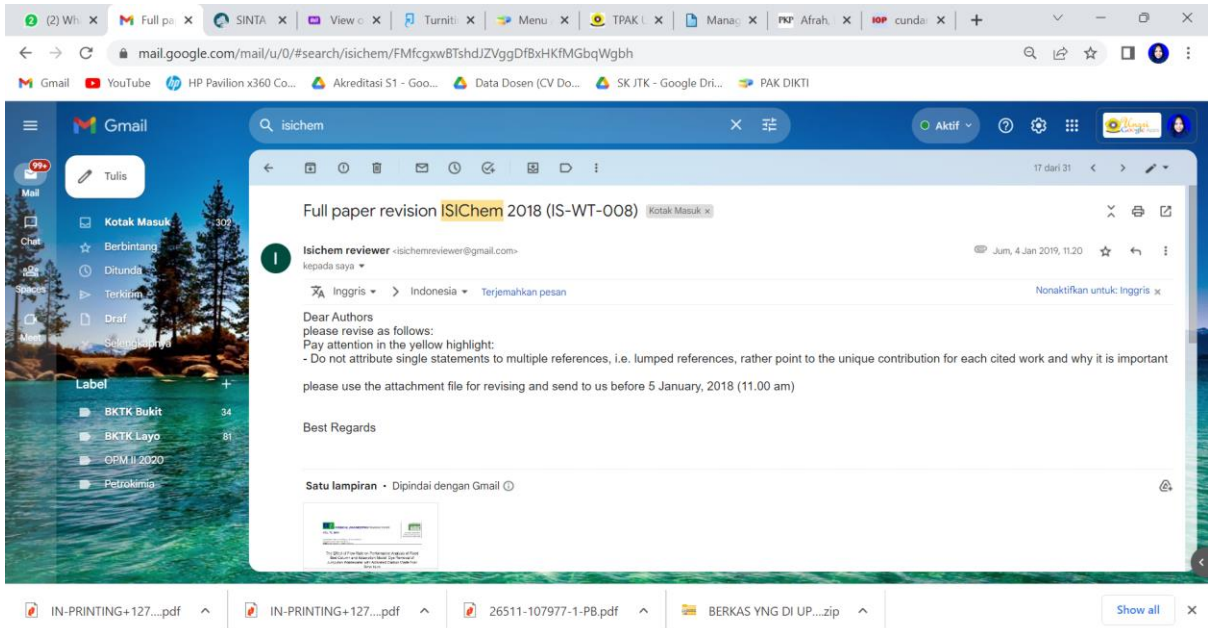 (2) Wh
Full pa
SINTA
View o
Turniti
Menu
TPAK (
Manag
Afrah,
cundar
mail.google.com/mail/u/0/#search/isichem/FMfcgxwBTshdJZVggDfBxHKfMGbqWgbh
Gmail
YouTube
HP Pavilion x360 Co...
Akreditasi S1 - Goo...
Data Dosen (CV Do...
SK JTK - Google Dri...
PAK DIKTI
Gmail
isichem
Aktif
99+
Mail
Chat
Spaces
Meet
Tulis
Kotak Masuk 302
Berbintang
Ditunda
Terkirim
Draf
Selengkapnya
Label
BKTK Bukit 34
BKTK Layo 81
OPM II 2020
Petrokimia
17 dari 31
Full paper revision ISIChem 2018 (IS-WT-008) Kotak Masuk x
Isichem reviewer <isichemreviewer@gmail.com>
Jum, 4 Jan 2019, 11.20
kepada saya
Inggris > Indonesia Terjemahkan pesan
Nonaktifkan untuk: Inggris x
Dear Authors
please revise as follows:
Pay attention in the yellow highlight:
- Do not attribute single statements to multiple references, i.e. lumped references, rather point to the unique contribution for each cited work and why it is important
please use the attachment file for revising and send to us before 5 January, 2018 (11.00 am)
Best Regards
Satu lampiran • Dipindai dengan Gmail
IN-PRINTING+127....pdf
IN-PRINTING+127....pdf
26511-107977-1-PB.pdf
BERKAS YNG DI UP....zip
Show all